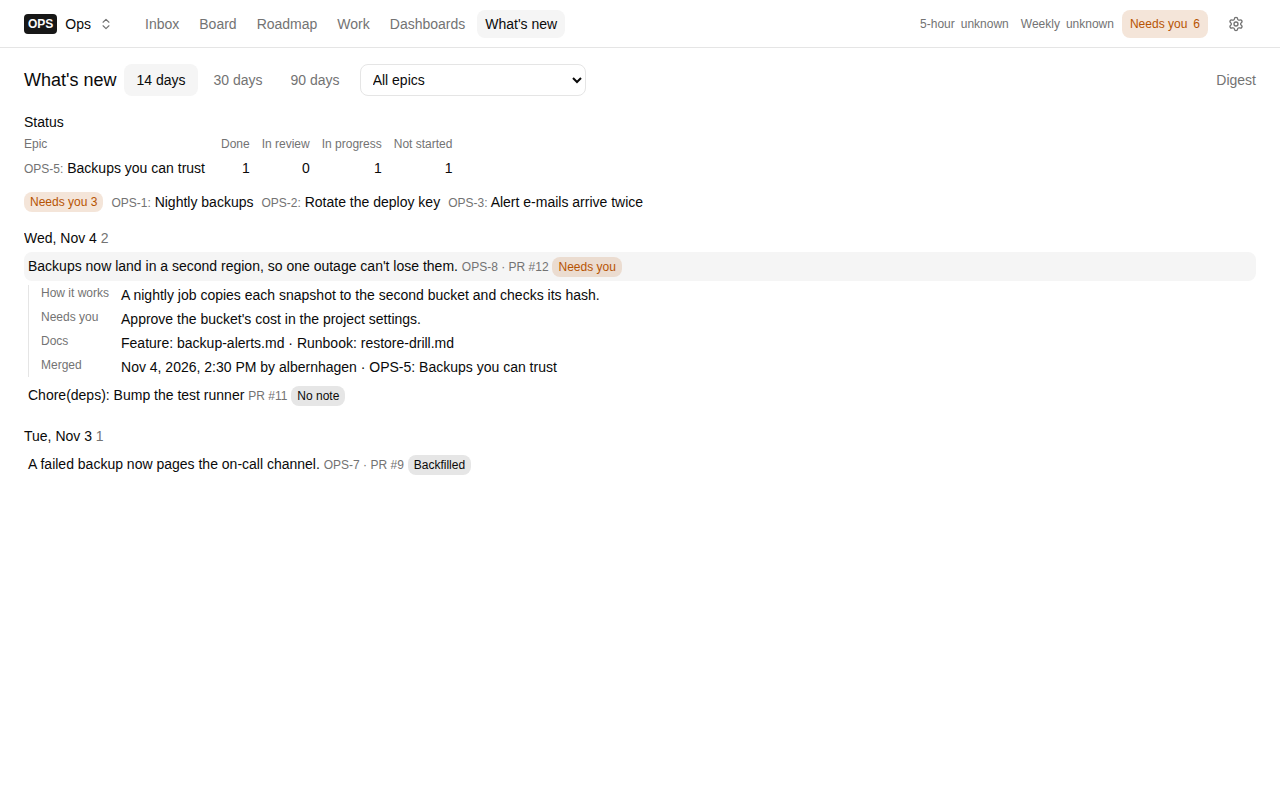 OPS Ops Inbox Board Roadmap Work Dashboards What's new 5-hour unknown Weekly unknown Needs you 6
What's new 14 days 30 days 90 days All epics Digest
Status
Epic Done In review In progress Not started
OPS-5: Backups you can trust 1 0 1 1
Needs you 3 OPS-1: Nightly backups OPS-2: Rotate the deploy key OPS-3: Alert e-mails arrive twice
Wed, Nov 4 2
Backups now land in a second region, so one outage can't lose them. OPS-8 · PR #12 Needs you
How it works A nightly job copies each snapshot to the second bucket and checks its hash.
Needs you Approve the bucket's cost in the project settings.
Docs Feature: backup-alerts.md · Runbook: restore-drill.md
Merged Nov 4, 2026, 2:30 PM by albernhagen · OPS-5: Backups you can trust
Chore(deps): Bump the test runner PR #11 No note
Tue, Nov 3 1
A failed backup now pages the on-call channel. OPS-7 · PR #9 Backfilled